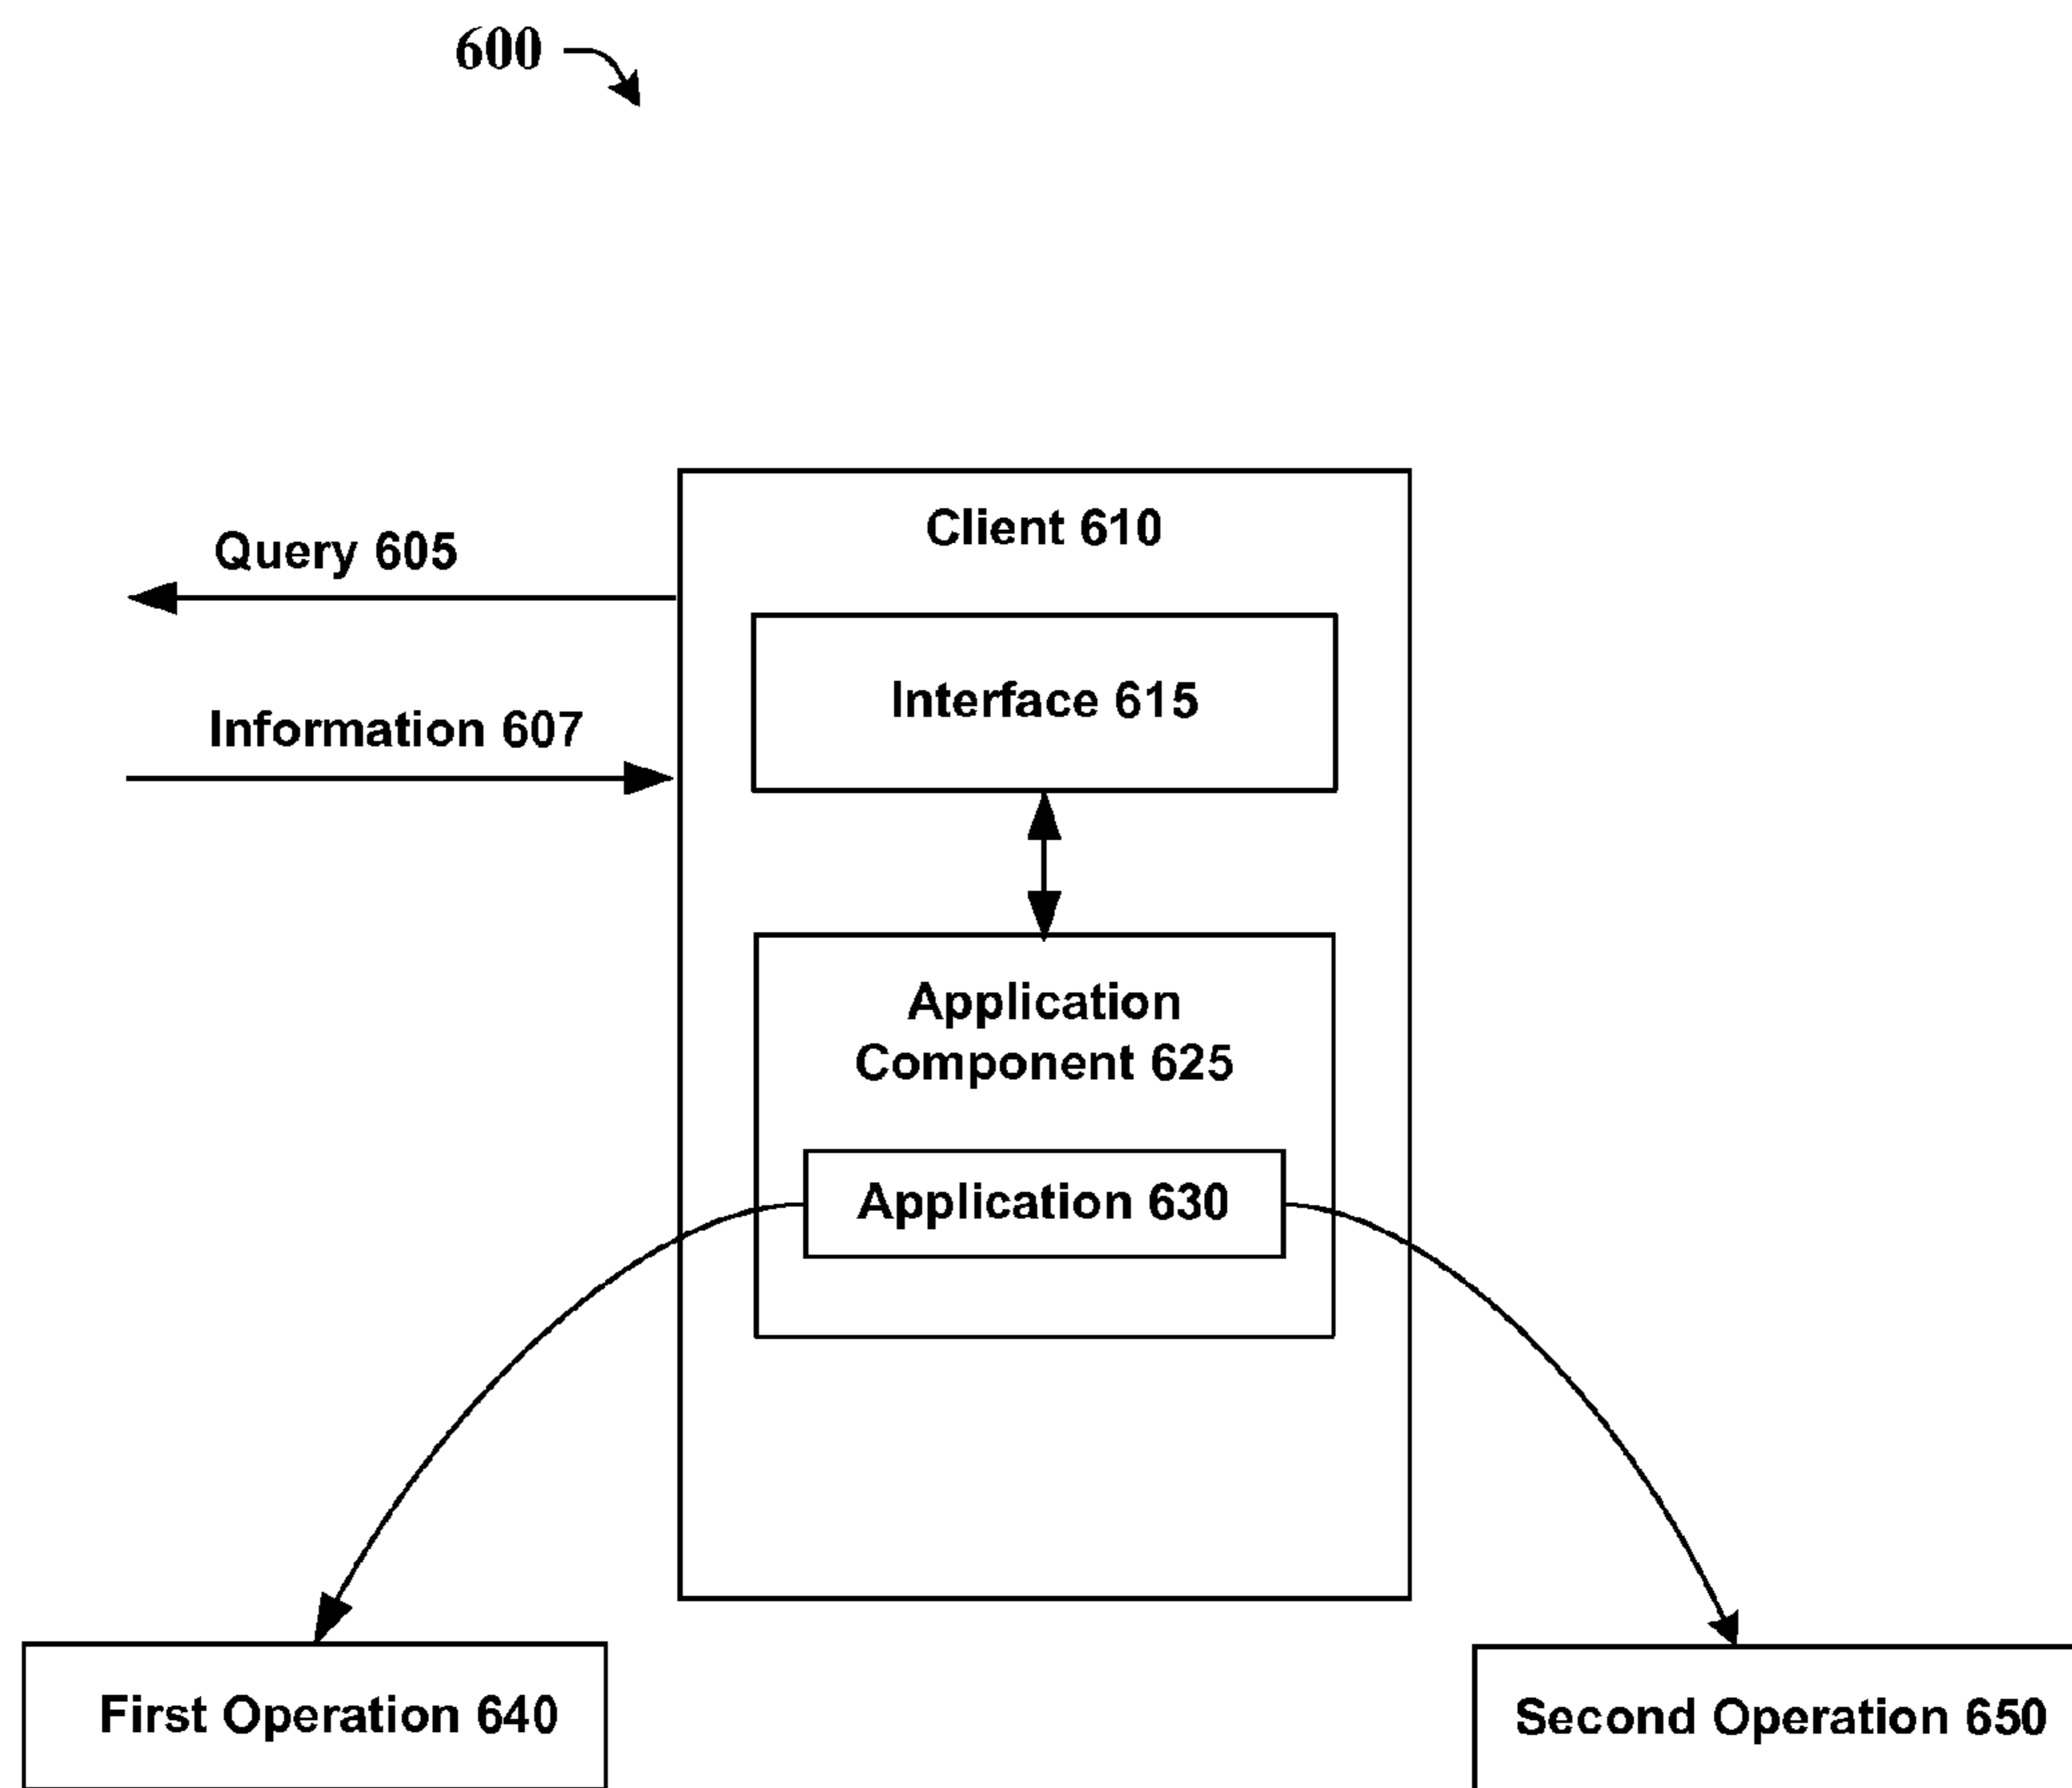 600
Client 610
Query 605
Interface 615
Information 607
Application
Component 625
Application 630
First Operation 640
Second Operation 650